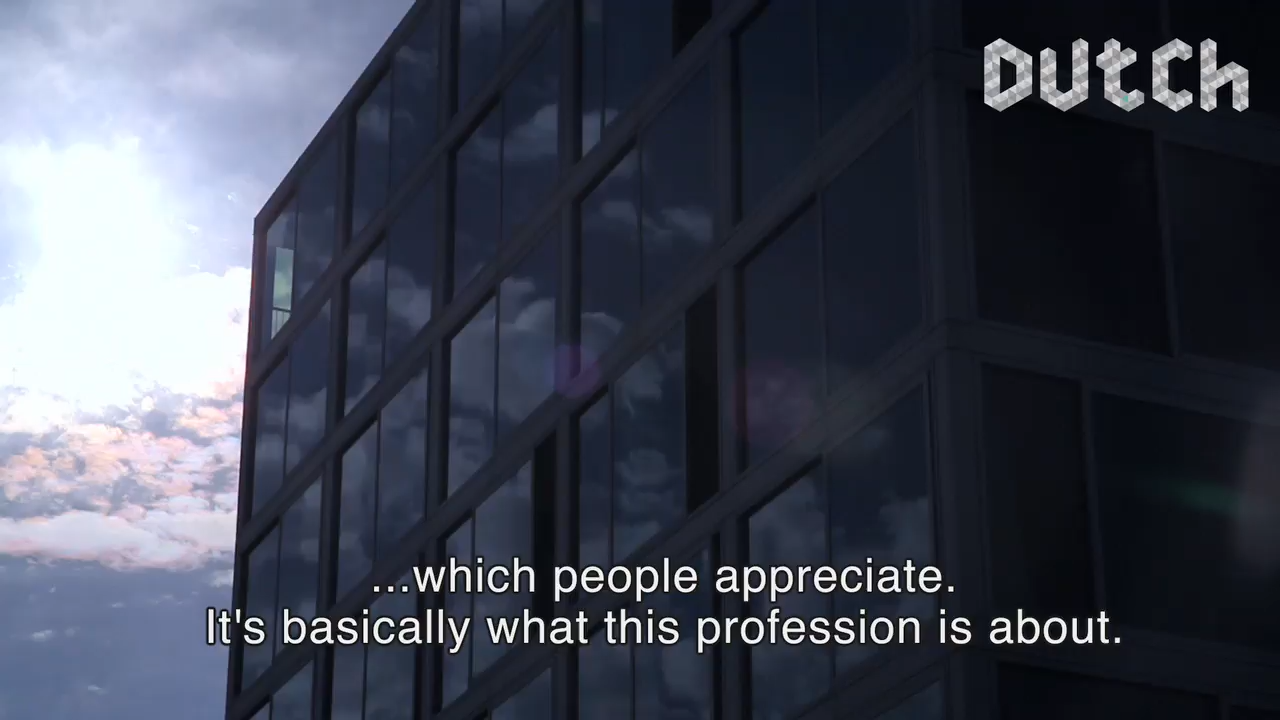 Dutch
...which people appreciate.
It's basically what this profession is about.